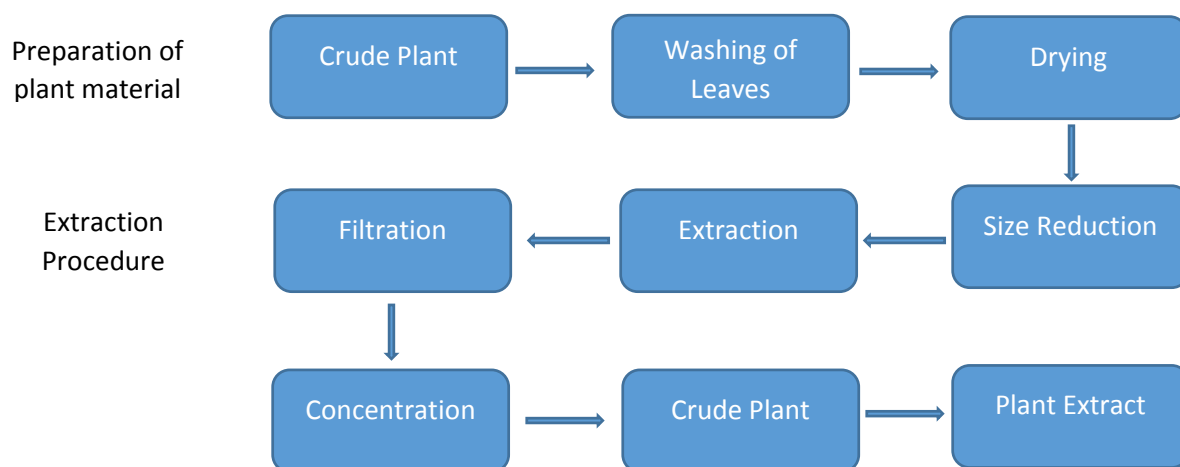 Preparation of
plant material
Crude Plant
Washing of
Leaves
Drying
Extraction
Procedure
Filtration
Extraction
Size Reduction
Concentration
Crude Plant
Plant Extract